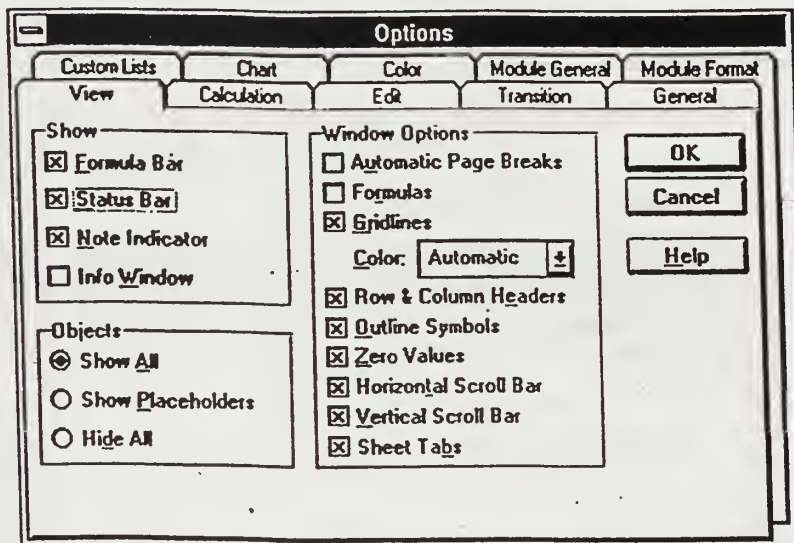 Options
Custom Lists Chart Color Module General Module Format
View Calculation Edit Transition General
Show
Formula Bar
Status Bar
Note Indicator
Info Window
Objects
Show All
Show Placeholders
Hide All
Window Options
Automatic Page Breaks
Formulas
Gridlines
Color: Automatic
Row & Column Headers
Outline Symbols
Zero Values
Horizontal Scroll Bar
Vertical Scroll Bar
Sheet Tabs
OK
Cancel
Help